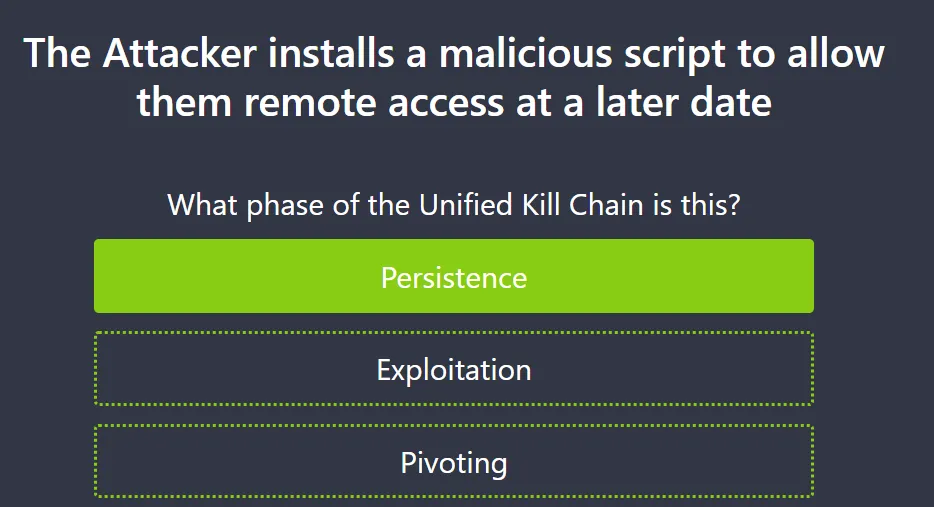 The Attacker installs a malicious script to allow
them remote access at a later date
What phase of the Unified Kill Chain is this?
Persistence
Exploitation
Pivoting